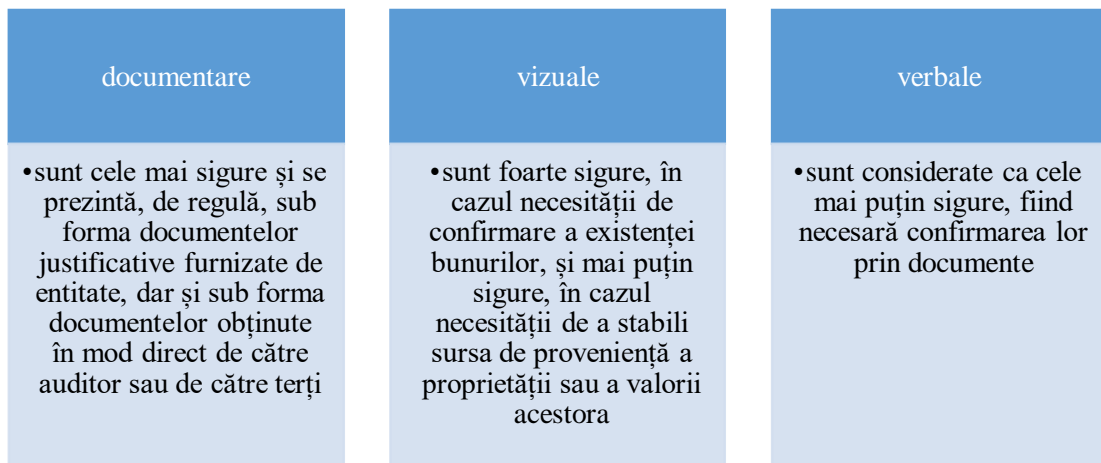 documentare
•sunt cele mai sigure și se
prezintă, de regulă, sub
forma documentelor
justificative furnizate de
entitate, dar și sub forma
documentelor obținute
în mod direct de către
auditor sau de către terți
vizuale
•sunt foarte sigure, în
cazul necesității de
confirmare a existenței
bunurilor, și mai puțin
sigure, în cazul
necesității de a stabili
sursa de proveniență a
proprietății sau a valorii
acestora
verbale
•sunt considerate ca cele
mai puțin sigure, fiind
necesară confirmarea lor
prin documente